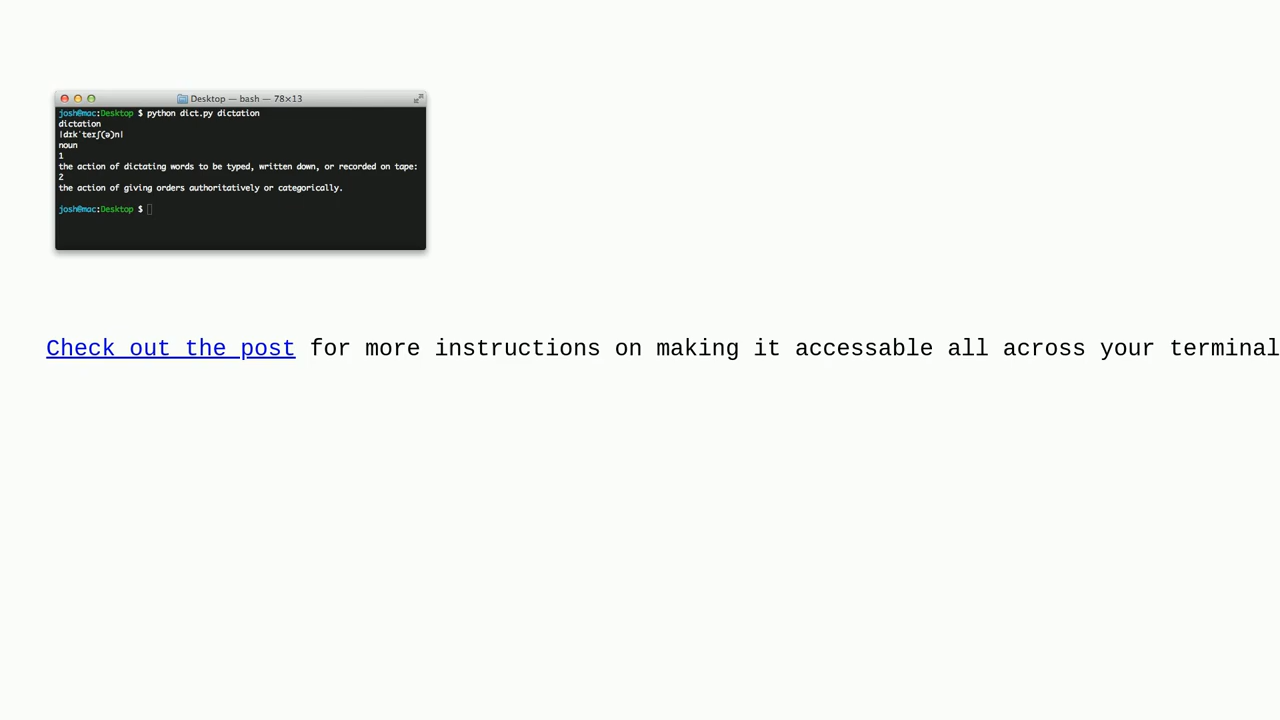 Desktop — bash — 78×13
josh@mac:Desktop $ python dict.py dictation
dictation
|dɪkˈteɪʃ(ə)n|
noun
1
the action of dictating words to be typed, written down, or recorded on tape:
2
the action of giving orders authoritatively or categorically.
josh@mac:Desktop $
Check out the post for more instructions on making it accessable all across your terminal